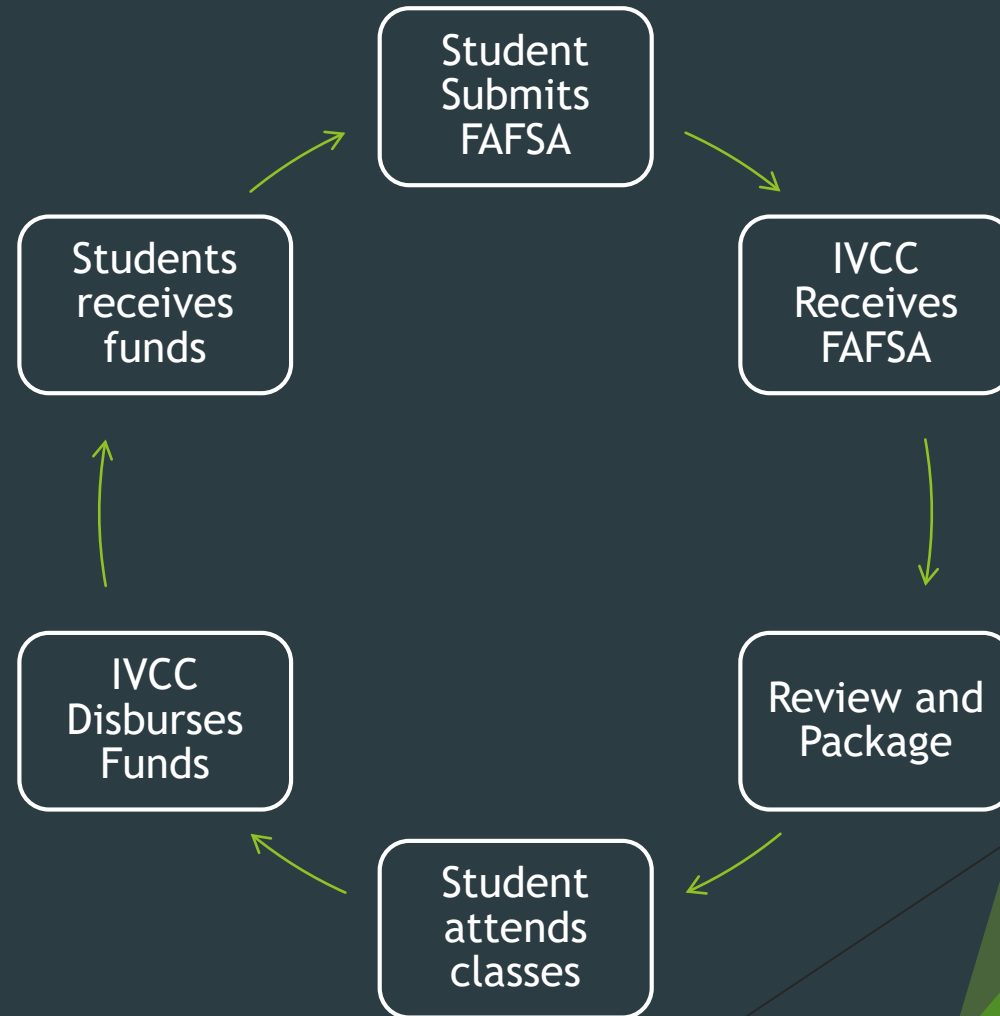 Student
Submits
FAFSA
IVCC
Receives
FAFSA
Review and
Package
Student
attends
classes
IVCC
Disburses
Funds
Students
receives
funds